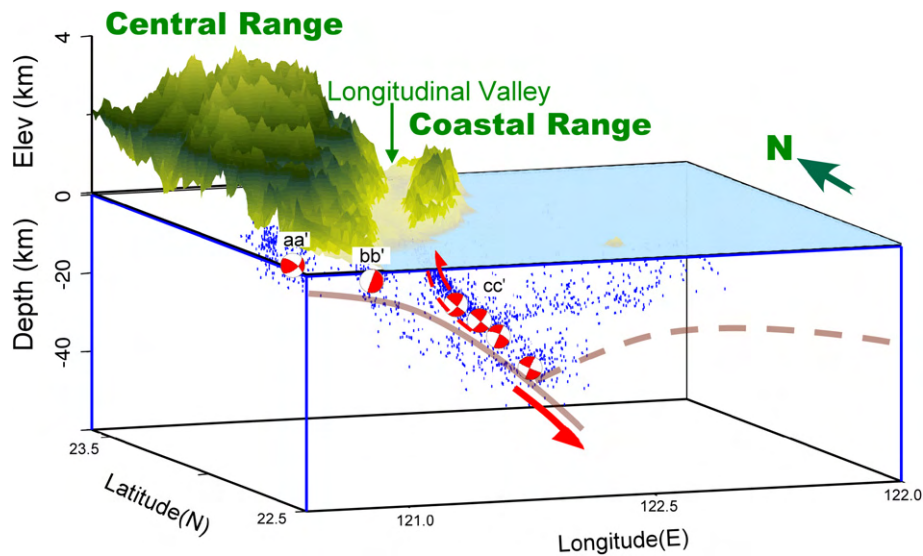 Central Range
Longitudinal Valley
Coastal Range
N
Elev (km)
4
2
0
Depth (km)
-20
-40
aa'
bb'
cc'
23.5
Latitude(N)
22.5
121.0
122.5
122.0
Longitude(E)